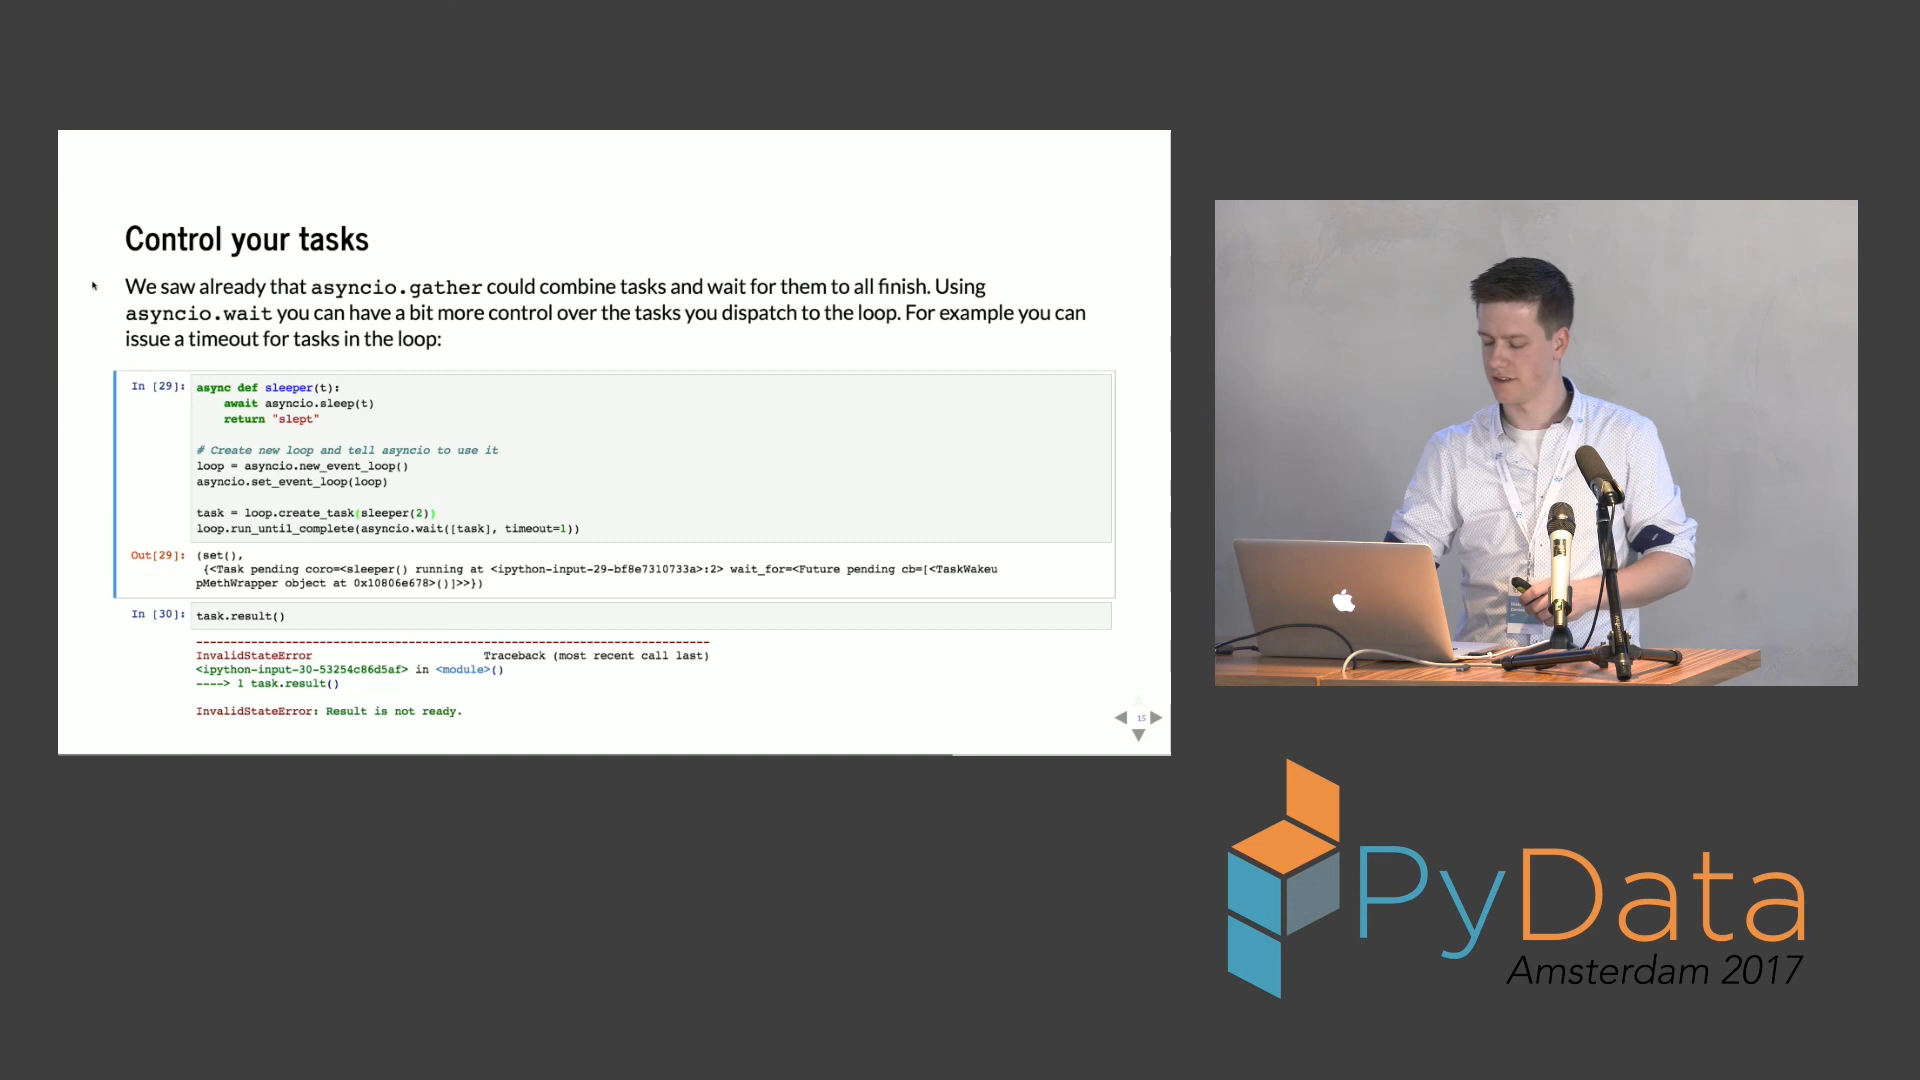 Control your tasks
We saw already that asyncio.gather could combine tasks and wait for them to all finish. Using
asyncio.wait you can have a bit more control over the tasks you dispatch to the loop. For example you can
issue a timeout for tasks in the loop:
In [29]: async def sleeper(t):
    await asyncio.sleep(t)
    return "slept"
# Create new loop and tell asyncio to use it
loop = asyncio.new_event_loop()
asyncio.set_event_loop(loop)
task = loop.create_task(sleeper(2))
loop.run_until_complete(asyncio.wait([task], timeout=1))
Out[29]: (set(),
{<Task pending coro=<sleeper() running at <ipython-input-29-bf8e7310733a>:2> wait_for=<Future pending cb=[<TaskWakeu
pMethWrapper object at 0x10806e678>()]>>})
In [30]: task.result()
---------------------------------------------------------------------------
InvalidStateError Traceback (most recent call last)
<ipython-input-30-53254c86d5af> in <module>()
----> 1 task.result()
InvalidStateError: Result is not ready.
15
PyData
Amsterdam 2017